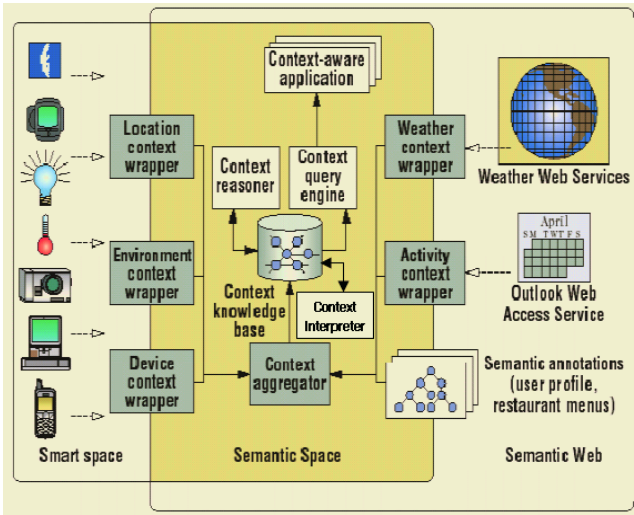 Context-aware
application
Location
context
wrapper
Context
reasoner
Context
query
engine
Weather
context
wrapper
Weather Web Services
Environment
context
wrapper
Context
knowledge
base
Context
Interpreter
Activity
context
wrapper
April
S M T W T F S
Outlook Web
Access Service
Device
context
wrapper
Context
aggregator
Semantic annotations
(user profile,
restaurant menus)
Smart space
Semantic Space
Semantic Web